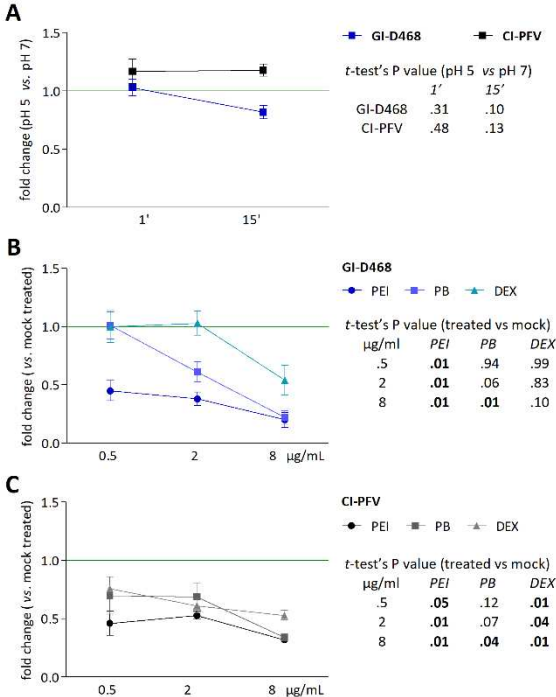 A
fold change (pH 5 vs. pH 7)
1.5
1.0
0.5
0.0
1'
15'
GI-D468
CI-PFV
t-test's P value (pH 5 vs pH 7)
1' 15'
GI-D468 .31 .10
CI-PFV .48 .13
B
fold change ( vs. mock treated)
1.5
1.0
0.5
0.0
0.5 2 8 µg/mL
GI-D468
PEI PB DEX
t-test's P value (treated vs mock)
µg/ml PEI PB DEX
.5 .01 .94 .99
2 .01 .06 .83
8 .01 .01 .10
C
fold change ( vs. mock treated)
1.5
1.0
0.5
0.0
0.5 2 8 µg/mL
CI-PFV
PEI PB DEX
t-test's P value (treated vs mock)
µg/ml PEI PB DEX
.5 .05 .12 .01
2 .01 .07 .04
8 .01 .04 .01